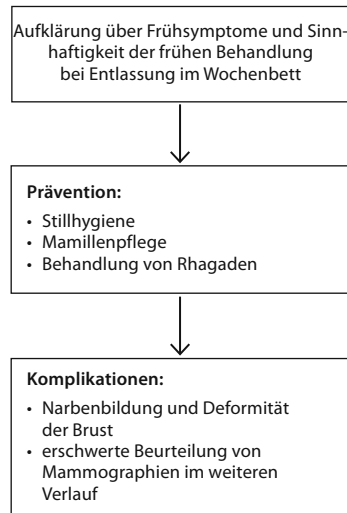 Aufklärung über Frühsymptome und Sinn-
haftigkeit der frühen Behandlung
bei Entlassung im Wochenbett
Prävention:
• Stillhygiene
• Mamillenpflege
• Behandlung von Rhagaden
Komplikationen:
• Narbenbildung und Deformität
der Brust
• erschwerte Beurteilung von
Mammographien im weiteren
Verlauf